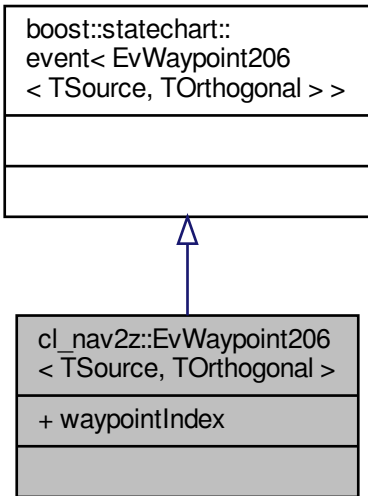 boost::statechart::
event< EvWaypoint206
< TSource, TOrthogonal > >
cl_nav2z::EvWaypoint206
< TSource, TOrthogonal >
+ waypointIndex